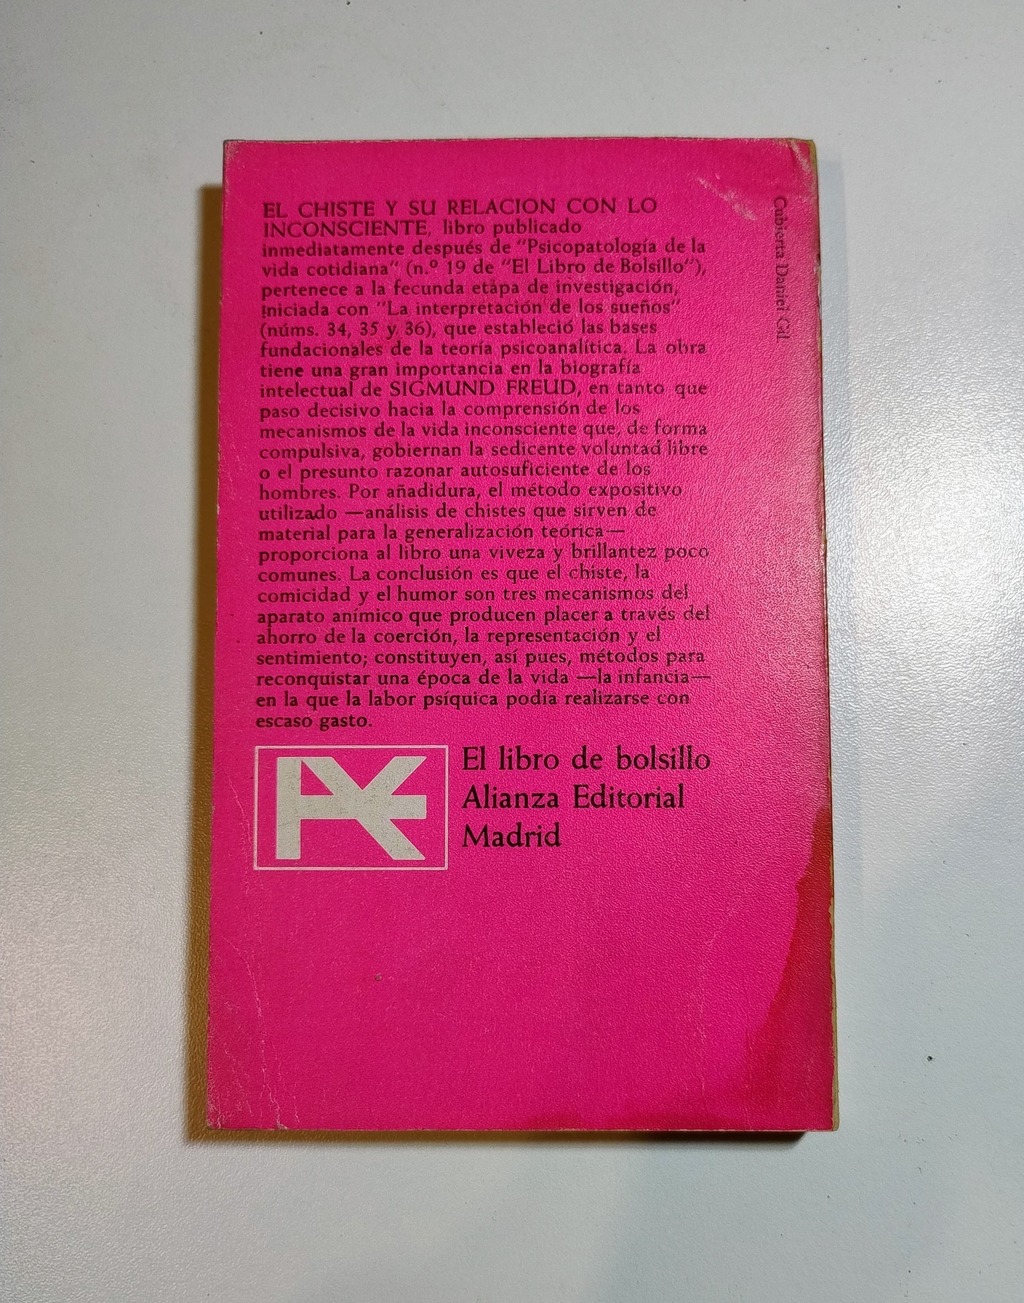 EL CHISTE Y SU RELACION CON LO
INCONSCIENTE, libro publicado
inmediatamente después de "Psicopatología de la
vida cotidiana" (n.º 19 de "El Libro de Bolsillo"),
pertenece a la fecunda etapa de investigación,
iniciada con "La interpretación de los sueños"
(núms. 34, 35 y 36), que estableció las bases
fundacionales de la teoría psicoanalítica. La obra
tiene una gran importancia en la biografía
intelectual de SIGMUND FREUD, en tanto que
paso decisivo hacia la comprensión de los
mecanismos de la vida inconsciente que, de forma
compulsiva, gobiernan la sedicente voluntad libre
o el presunto razonar autosuficiente de los
hombres. Por añadidura, el método expositivo
utilizado —análisis de chistes que sirven de
material para la generalización teórica—
proporciona al libro una viveza y brillantez poco
comunes. La conclusión es que el chiste, la
comicidad y el humor son tres mecanismos del
aparato anímico que producen placer a través del
ahorro de la coerción, la representación y el
sentimiento; constituyen, así pues, métodos para
reconquistar una época de la vida —la infancia—
en la que la labor psíquica podía realizarse con
escaso gasto.
El libro de bolsillo
Alianza Editorial
Madrid
Cubierta Daniel Gil